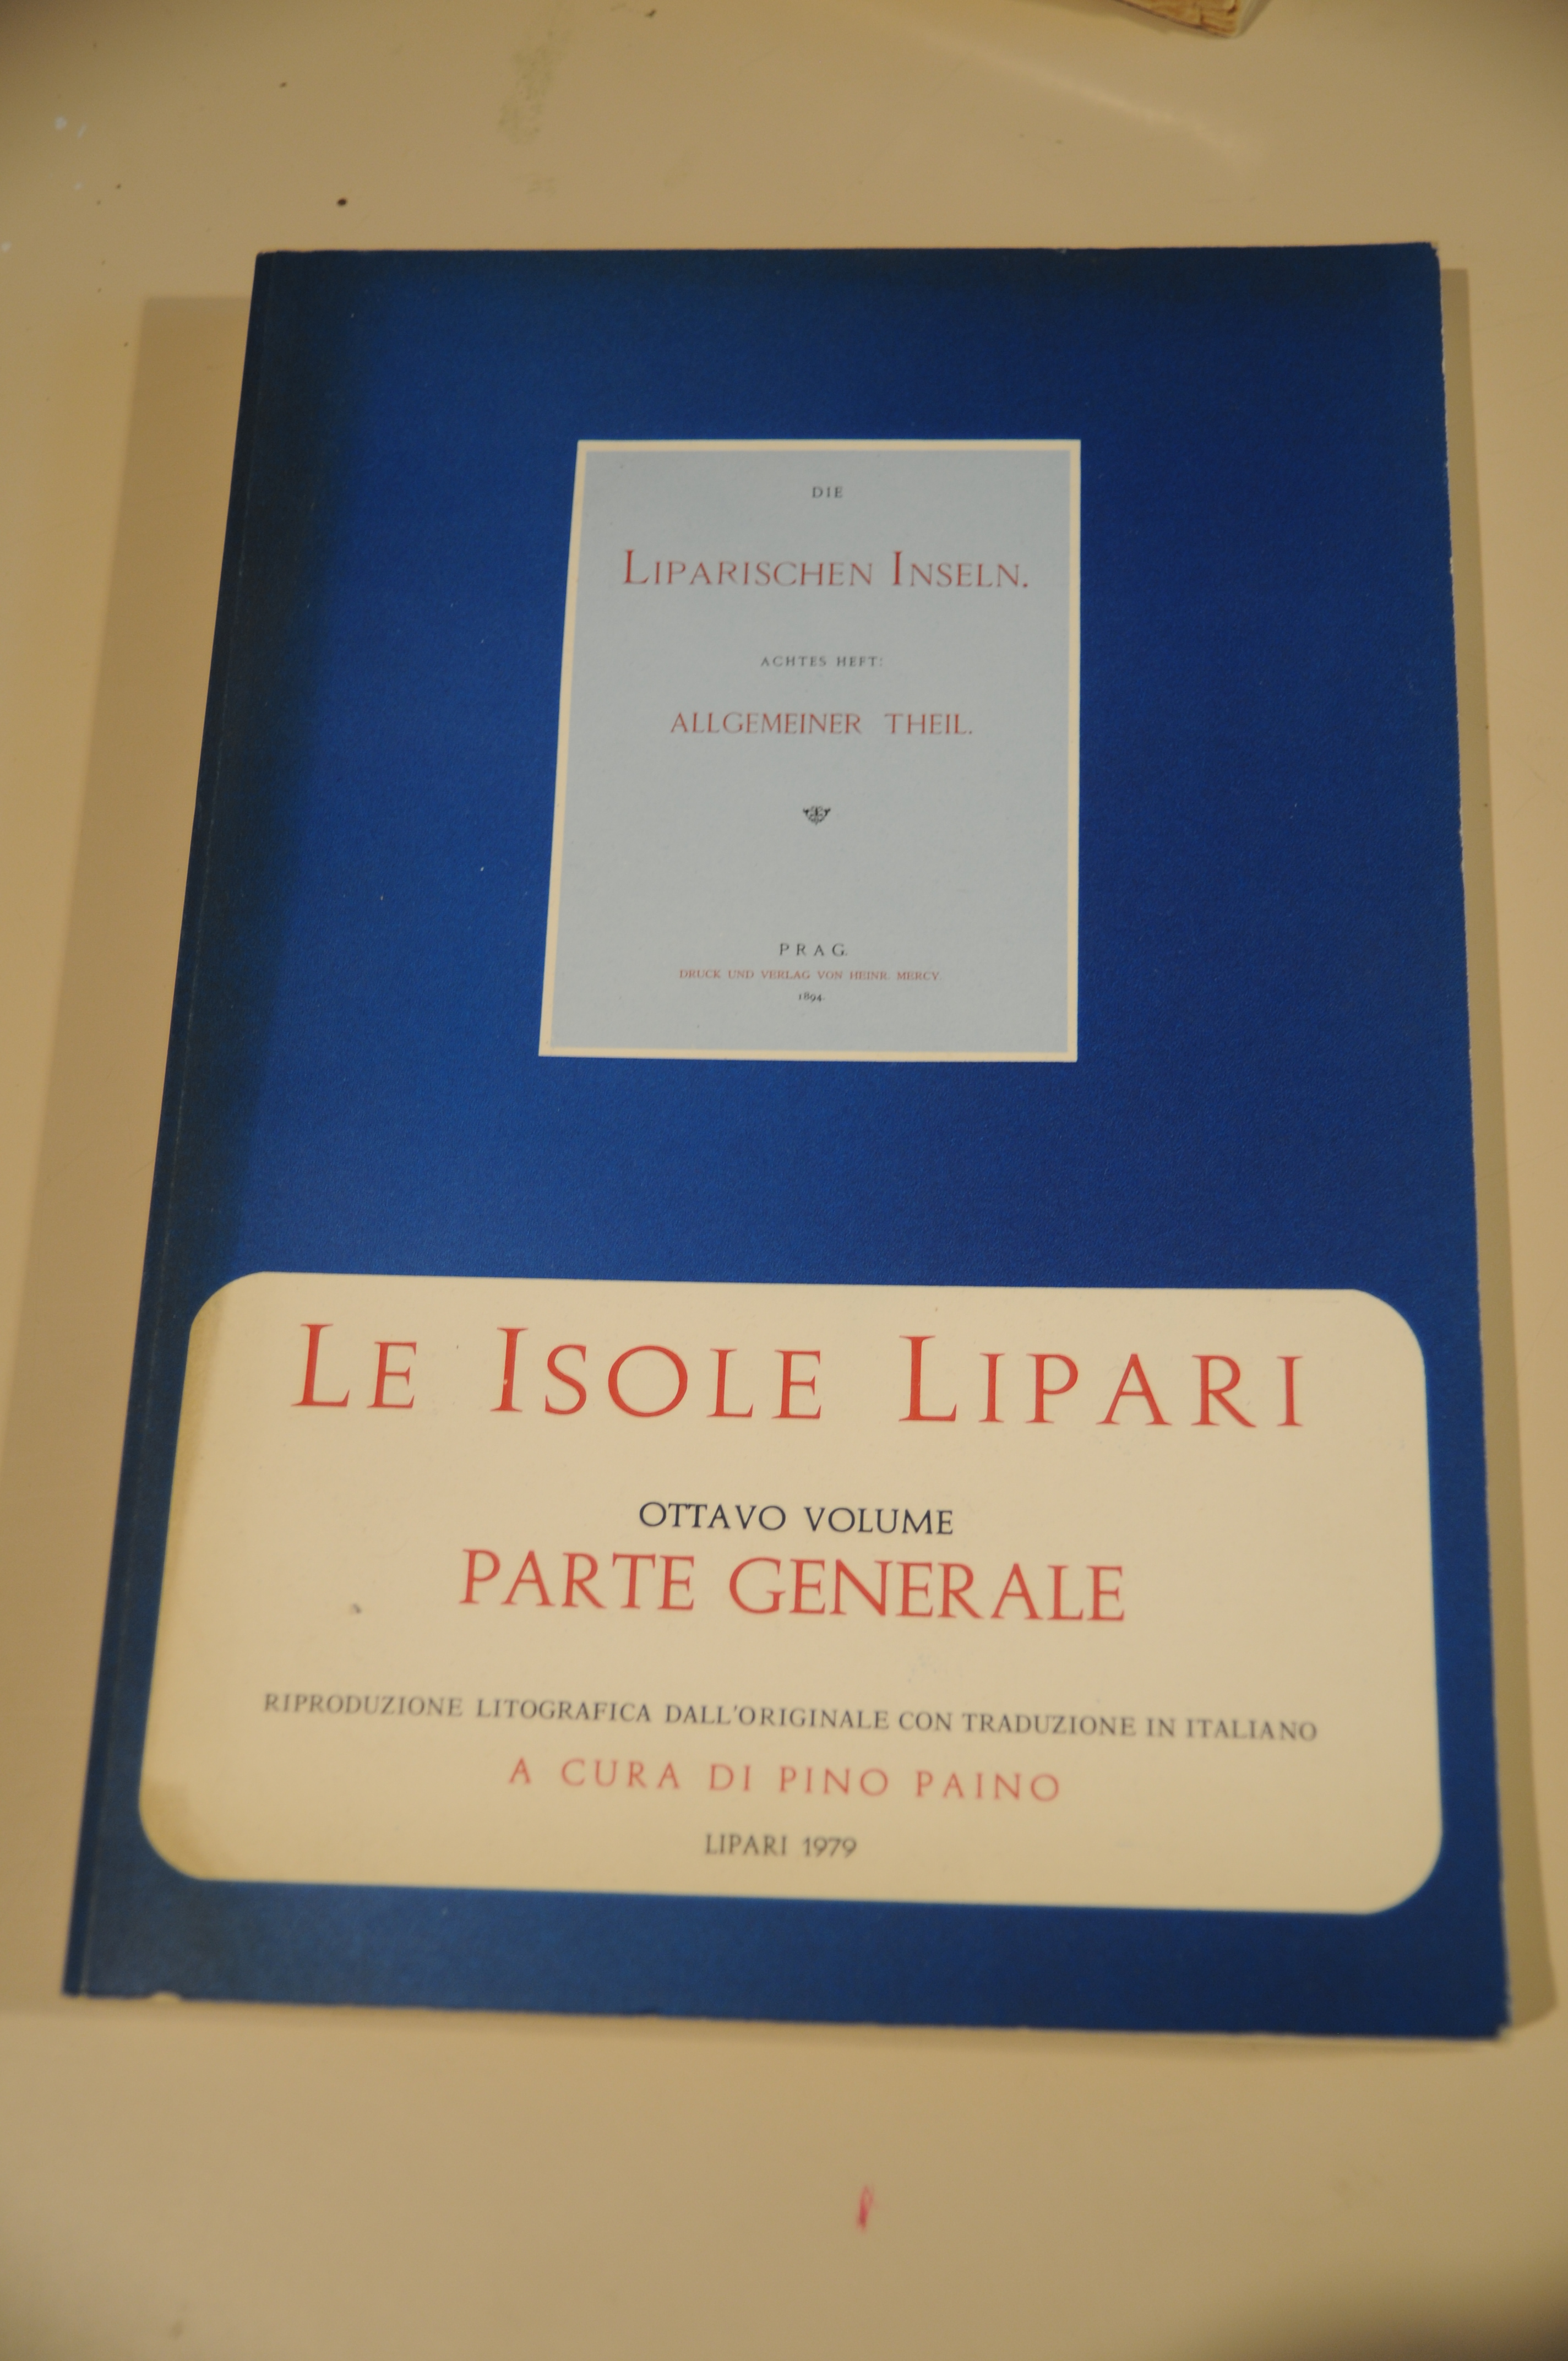 DIE
LIPARISCHEN INSELN.
ACHTES HEFT:
ALLGEMEINER THEIL.
PRAG.
DRUCK UND VERLAG VON HEINR. MERCY.
1894.
LE ISOLE LIPARI
OTTAVO VOLUME
PARTE GENERALE
RIPRODUZIONE LITOGRAFICA DALL'ORIGINALE CON TRADUZIONE IN ITALIANO
A CURA DI PINO PAINO
LIPARI 1979